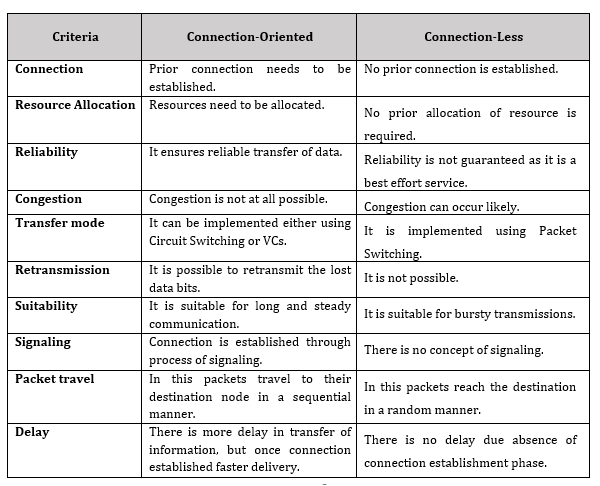 Criteria Connection-Oriented Connection-Less
Connection Prior connection needs to be No prior connection is established.
established.
Resource Allocation Resources need to be allocated. No prior allocation of resource is
required.
Reliability It ensures reliable transfer of data. Reliability is not guaranteed as it is a
best effort service.
Congestion Congestion is not at all possible. Congestion can occur likely.
Transfer mode It can be implemented either using It is implemented using Packet
Circuit Switching or VCs. Switching.
Retransmission It is possible to retransmit the lost It is not possible.
data bits.
Suitability It is suitable for long and steady It is suitable for bursty transmissions.
communication.
Signaling Connection is established through There is no concept of signaling.
process of signaling.
Packet travel In this packets travel to their In this packets reach the destination
destination node in a sequential in a random manner.
manner.
Delay There is more delay in transfer of There is no delay due absence of
information, but once connection connection establishment phase.
established faster delivery.